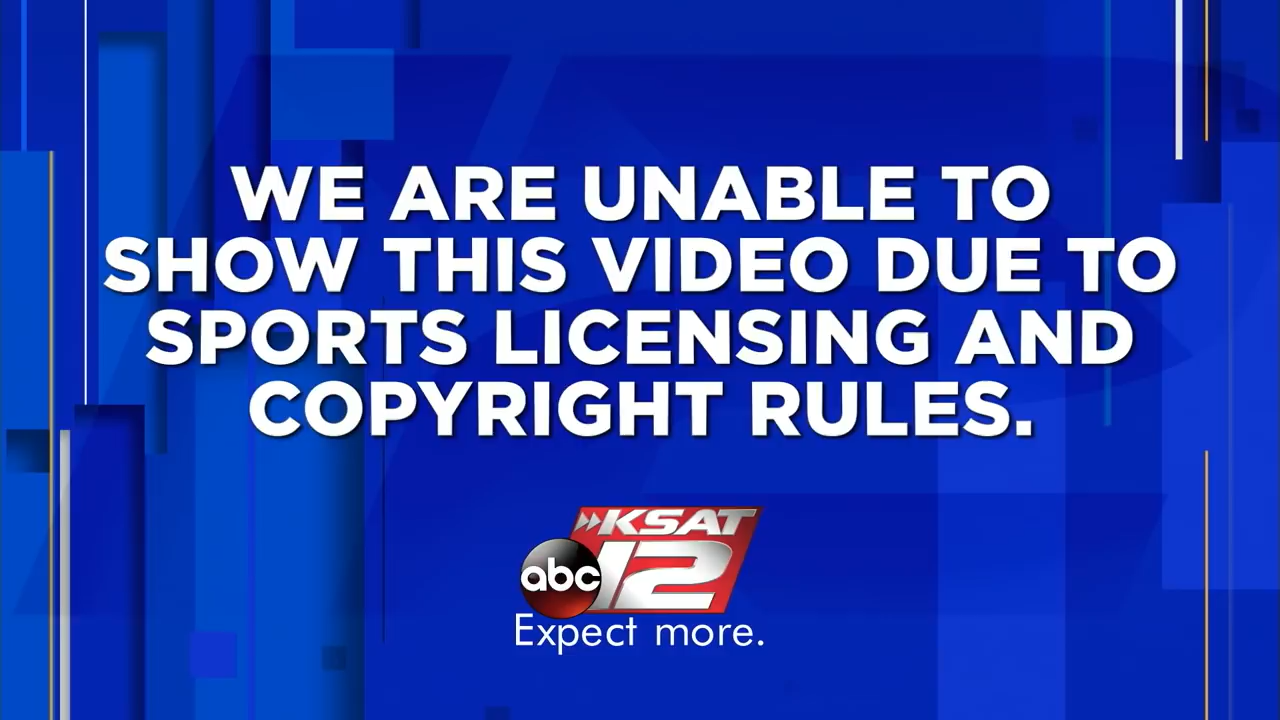 WE ARE UNABLE TO
SHOW THIS VIDEO DUE TO
SPORTS LICENSING AND
COPYRIGHT RULES.
KSAT
abc 12
Expect more.